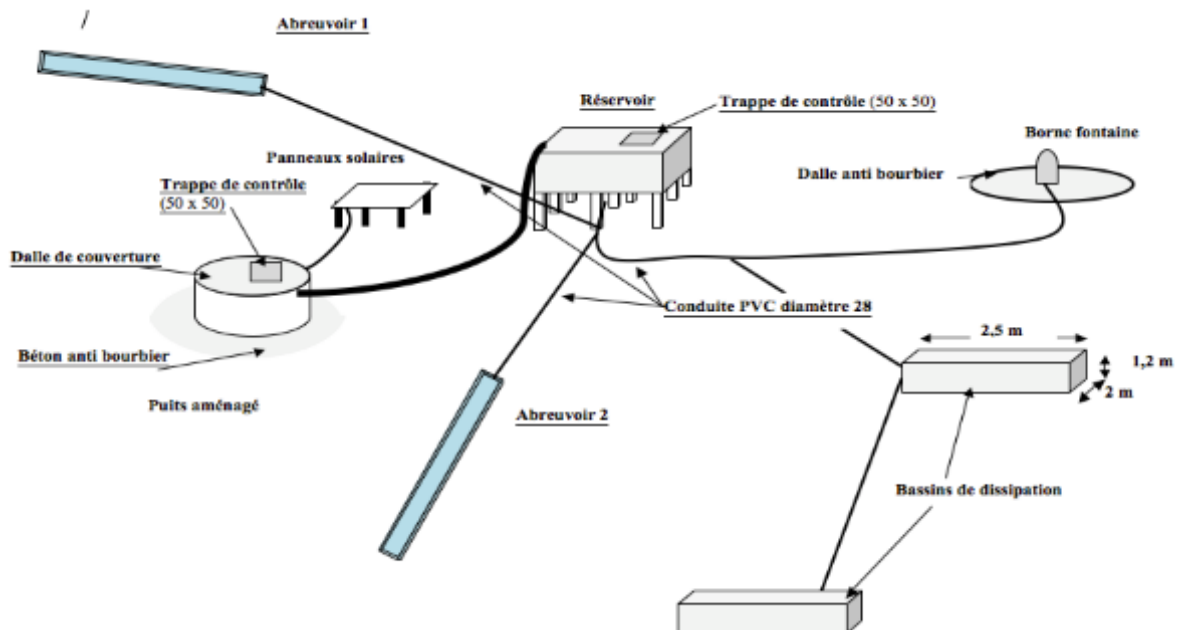 /
Abreuvoir 1
Réservoir
Trappe de contrôle (50 x 50)
Borne fontaine
Panneaux solaires
Trappe de contrôle
(50 x 50)
Dalle anti bourbier
Dalle de couverture
Conduite PVC diamètre 28
2,5 m
1,2 m
2 m
Béton anti bourbier
Puits aménagé
Abreuvoir 2
Bassins de dissipation